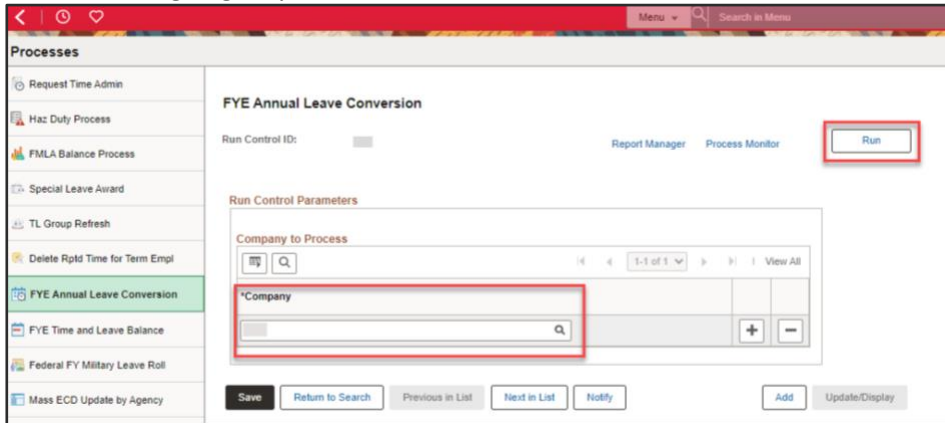 Menu
Search in Menu
Processes
Request Time Admin
Haz Duty Process
FMLA Balance Process
Special Leave Award
TL Group Refresh
Delete Rptd Time for Term Empl
FYE Annual Leave Conversion
FYE Time and Leave Balance
Federal FY Military Leave Roll
Mass ECD Update by Agency
FYE Annual Leave Conversion
Run Control ID:
Report Manager Process Monitor Run
Run Control Parameters
Company to Process
1-1 of 1 | View All
*Company
+ −
Save Return to Search Previous in List Next in List Notify Add Update/Display